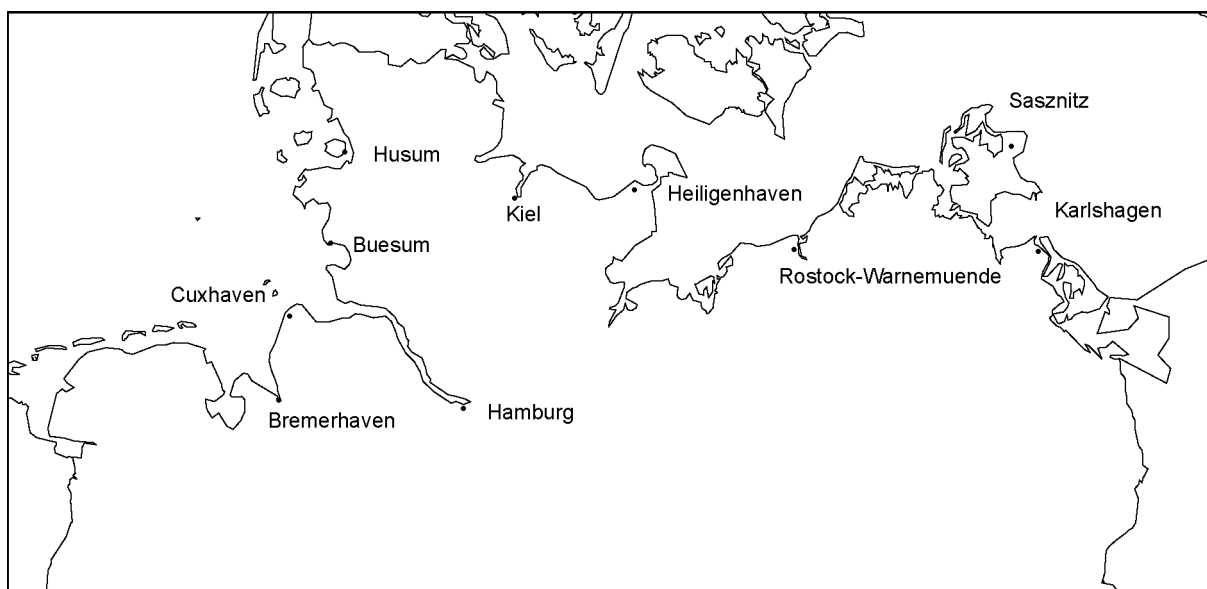 Sasznitz
Husum
Heiligenhaven
Kiel
Karlshagen
Buesum
Rostock-Warnemuende
Cuxhaven
Hamburg
Bremerhaven